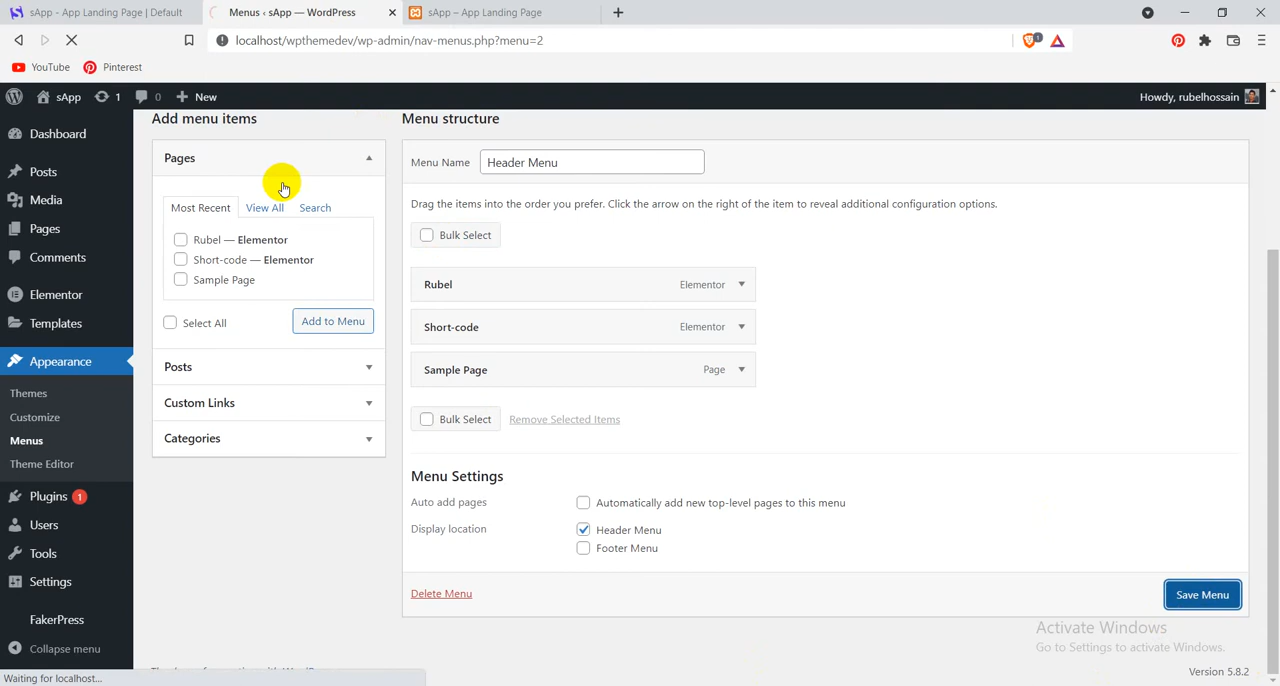 sApp - App Landing Page | Default
Menus ‹ sApp — WordPress
sApp – App Landing Page
localhost/wpthemedev/wp-admin/nav-menus.php?menu=2
1
YouTube
Pinterest
sApp
1
0
New
Howdy, rubelhossain
Dashboard
Posts
Media
Pages
Comments
Elementor
Templates
Appearance
Themes
Customize
Menus
Theme Editor
Plugins 1
Users
Tools
Settings
FakerPress
Collapse menu
Waiting for localhost...
Add menu items
Pages
Most Recent
View All
Search
Rubel — Elementor
Short-code — Elementor
Sample Page
Select All
Add to Menu
Posts
Custom Links
Categories
Menu structure
Menu Name
Header Menu
Drag the items into the order you prefer. Click the arrow on the right of the item to reveal additional configuration options.
Bulk Select
Rubel
Elementor
Short-code
Elementor
Sample Page
Page
Bulk Select
Remove Selected Items
Menu Settings
Auto add pages
Automatically add new top-level pages to this menu
Display location
Header Menu
Footer Menu
Delete Menu
Save Menu
Activate Windows
Go to Settings to activate Windows.
Version 5.8.2